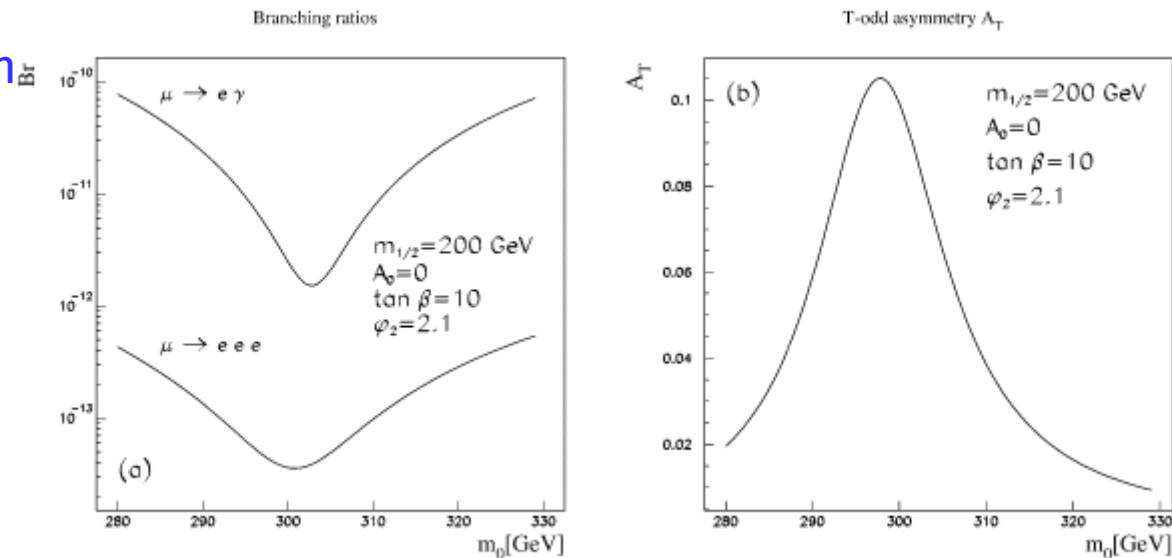 Branching ratios
n
Br
10⁻¹⁰
10⁻¹¹
10⁻¹²
10⁻¹³
μ → e γ
m₁/₂=200 GeV
A₀=0
tan β=10
φ₂=2.1
μ → e e e
(a)
280 290 300 310 320 330
m₀[GeV]
T-odd asymmetry A_T
A_T
0.1
0.08
0.06
0.04
0.02
(b)
m₁/₂=200 GeV
A₀=0
tan β=10
φ₂=2.1
280 290 300 310 320 330
m₀[GeV]